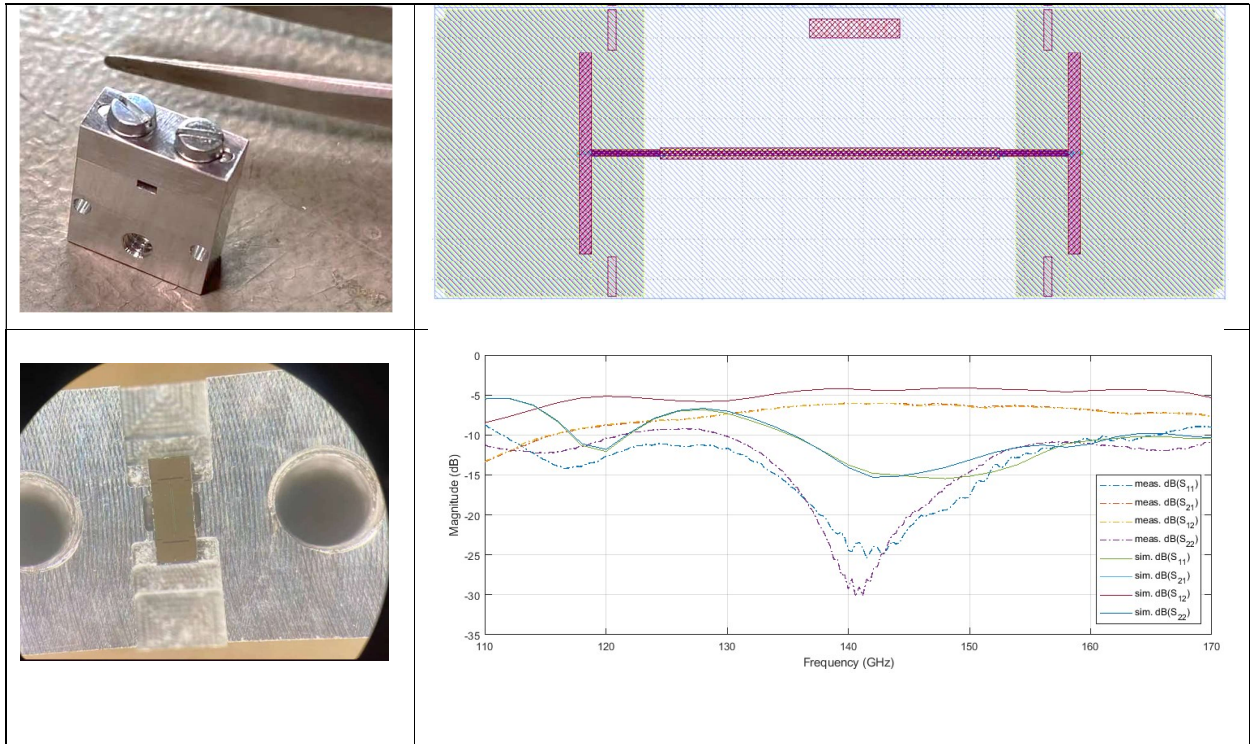 0
-5
-10
-15
-20
-25
-30
-35
Magnitude (dB)
110
120
130
140
150
160
170
Frequency (GHz)
meas. dB(S11)
meas. dB(S21)
meas. dB(S12)
meas. dB(S22)
sim. dB(S11)
sim. dB(S21)
sim. dB(S12)
sim. dB(S22)